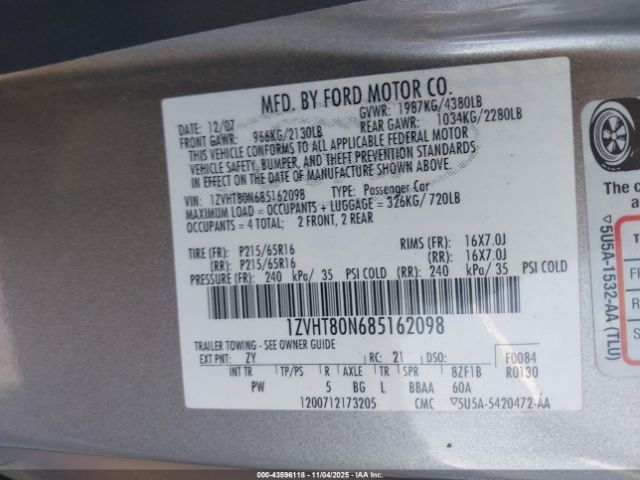 MFD. BY FORD MOTOR CO.
DATE: 12/07 GVWR: 1987KG/4380LB
FRONT GAWR: 966KG/2130LB REAR GAWR: 1034KG/2280LB
THIS VEHICLE CONFORMS TO ALL APPLICABLE FEDERAL MOTOR
VEHICLE SAFETY, BUMPER, AND THEFT PREVENTION STANDARDS
IN EFFECT ON THE DATE OF MANUFACTURE SHOWN ABOVE.
VIN: 1ZVHT80N685162098 TYPE: Passenger Car
MAXIMUM LOAD = OCCUPANTS + LUGGAGE = 326KG/ 720LB
OCCUPANTS = 4 TOTAL; 2 FRONT, 2 REAR
TIRE (FR): P215/65R16 RIMS (FR): 16X7.0J
(RR): P215/65R16 (RR): 16X7.0J
PRESSURE (FR): 240 kPa/ 35 PSI COLD (RR): 240 kPa/ 35 PSI COLD
1ZVHT80N685162098
TRAILER TOWING - SEE OWNER GUIDE
EXT PNT: ZY RC: 21 DSO: F0084
INT TR TP/PS R AXLE TR SPR 8ZF1B R0130
PW 5 BG L BBAA 60A
1200712173205 CMC ▽5U5A-5420472-AA
The c
a
▽5U5A-1532-AA (TLU)
T
FR
R
S
00-43596118 - 11/04/2025 - IAAI.COM